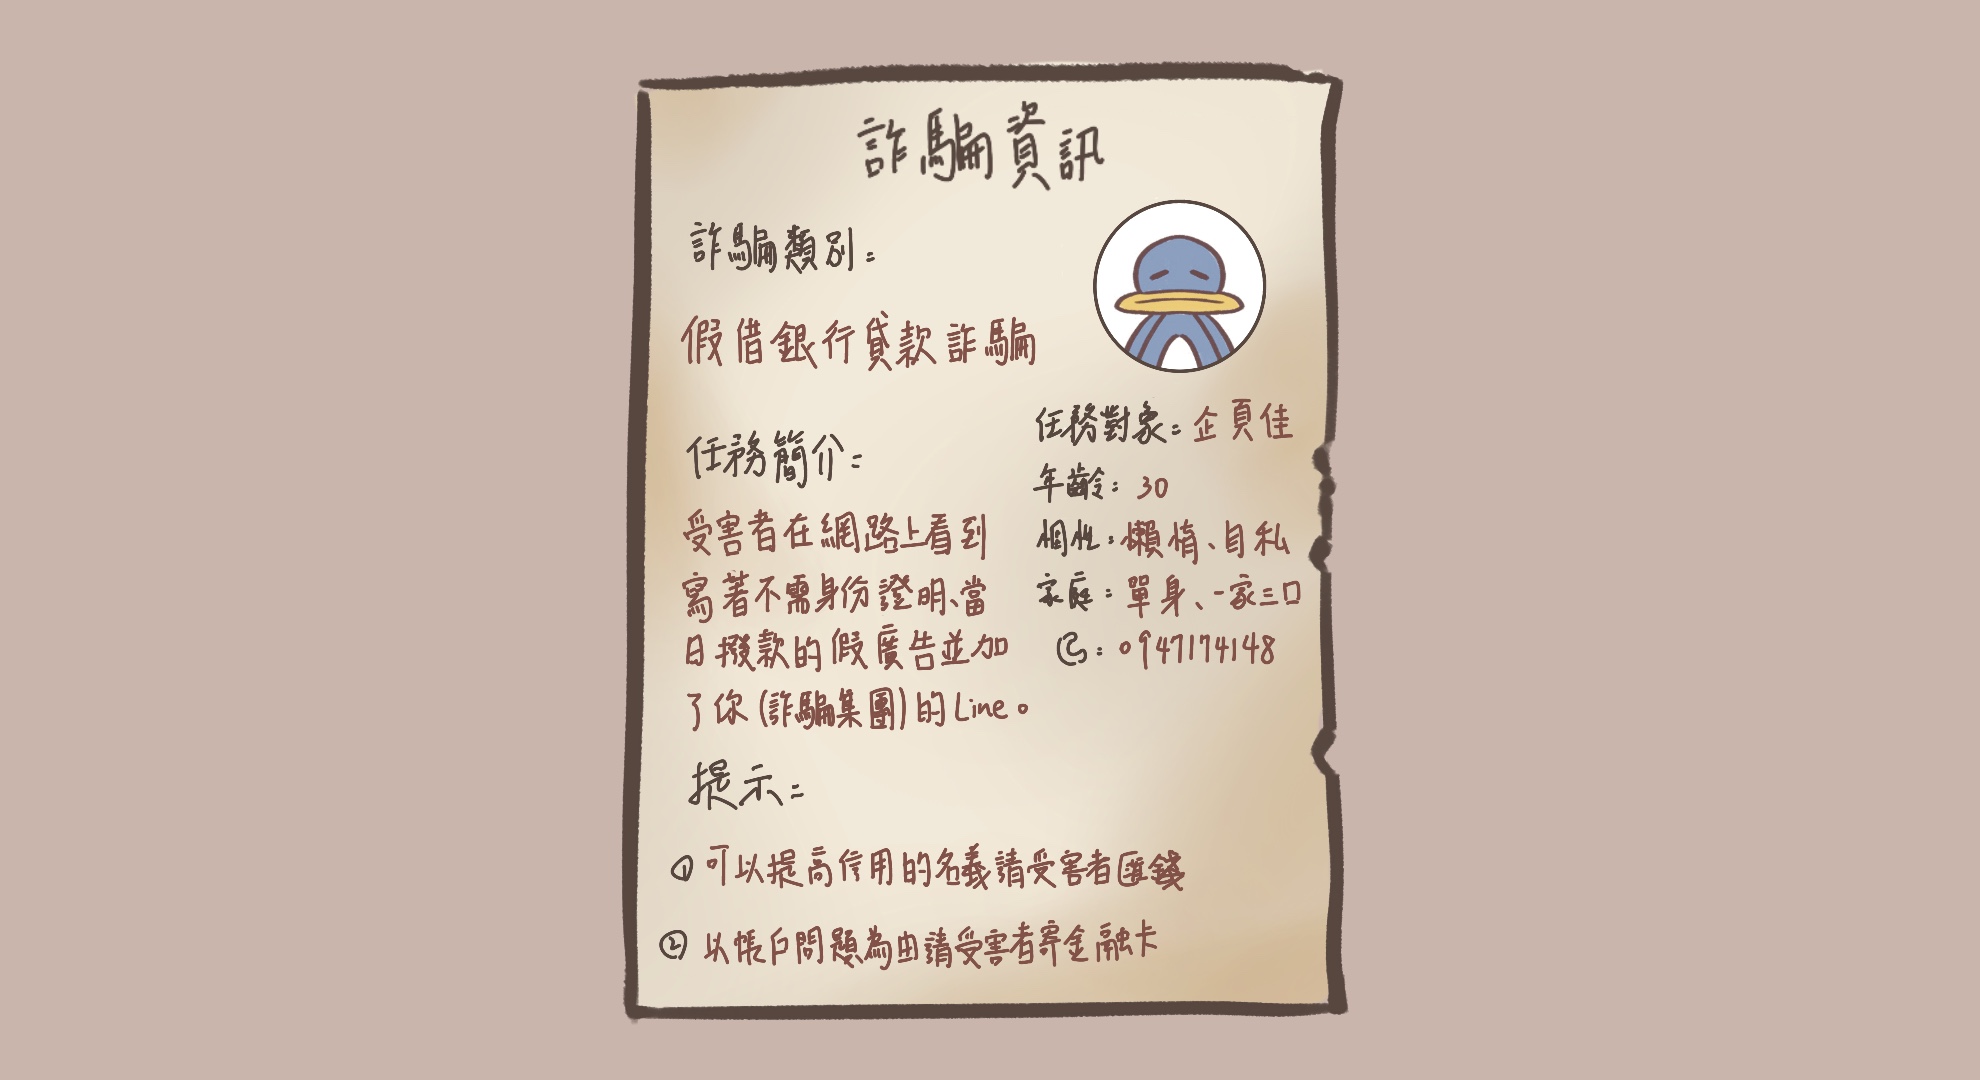 詐騙資訊
詐騙類別：
假借銀行貸款詐騙
任務簡介：
受害者在網路上看到
寫著不需身份證明、當
日撥款的假廣告並加
了你(詐騙集團)的Line。
任務對象：企頁佳
年齡：30
個性：懶惰、自私
家庭：單身、一家三口
：0947174148
提示：
① 可以提高信用的名義請受害者匯錢
② 以帳戶問題為由請受害者寄金融卡